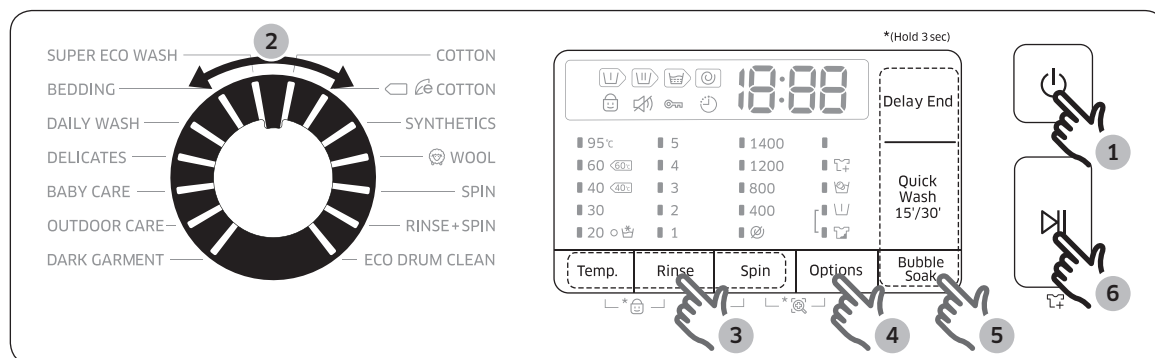 *(Hold 3 sec)
2
SUPER ECO WASH
COTTON
BEDDING
COTTON
DAILY WASH
SYNTHETICS
DELICATES
WOOL
BABY CARE
SPIN
OUTDOOR CARE
RINSE+SPIN
DARK GARMENT
ECO DRUM CLEAN
18:88
Delay End
95℃ 5 1400
60 60℃ 4 1200
40 40℃ 3 800
30 2 400
20 1
Quick
Wash
15'/30'
Temp. Rinse Spin Options Bubble
Soak
* *
1
3
4
5
6